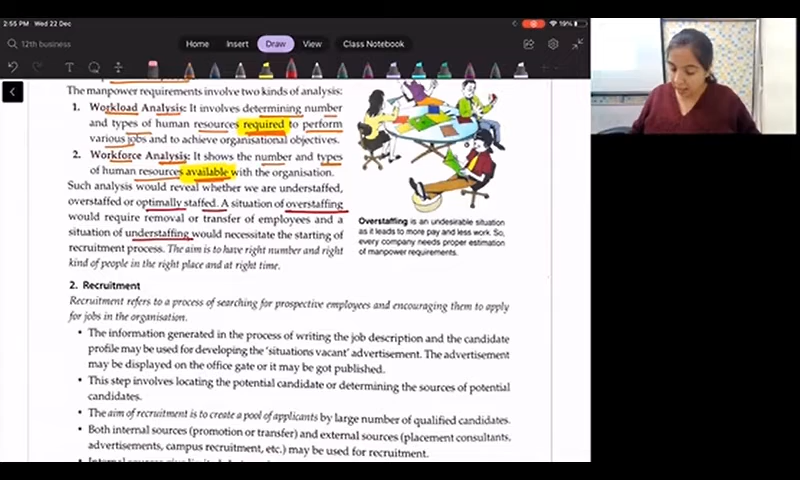 2:55 PM Wed 22 Dec
19%
12th business
Home Insert Draw View Class Notebook
The manpower requirements involve two kinds of analysis:
1. Workload Analysis: It involves determining number
and types of human resources required to perform
various jobs and to achieve organisational objectives.
2. Workforce Analysis: It shows the number and types
of human resources available with the organisation.
Such analysis would reveal whether we are understaffed,
overstaffed or optimally staffed. A situation of overstaffing
would require removal or transfer of employees and a
situation of understaffing would necessitate the starting of
recruitment process. The aim is to have right number and right
kind of people in the right place and at right time.
Overstaffing is an undesirable situation
as it leads to more pay and less work. So,
every company needs proper estimation
of manpower requirements.
2. Recruitment
Recruitment refers to a process of searching for prospective employees and encouraging them to apply
for jobs in the organisation.
• The information generated in the process of writing the job description and the candidate
profile may be used for developing the 'situations vacant' advertisement. The advertisement
may be displayed on the office gate or it may be got published.
• This step involves locating the potential candidate or determining the sources of potential
candidates.
• The aim of recruitment is to create a pool of applicants by large number of qualified candidates.
• Both internal sources (promotion or transfer) and external sources (placement consultants,
advertisements, campus recruitment, etc.) may be used for recruitment.